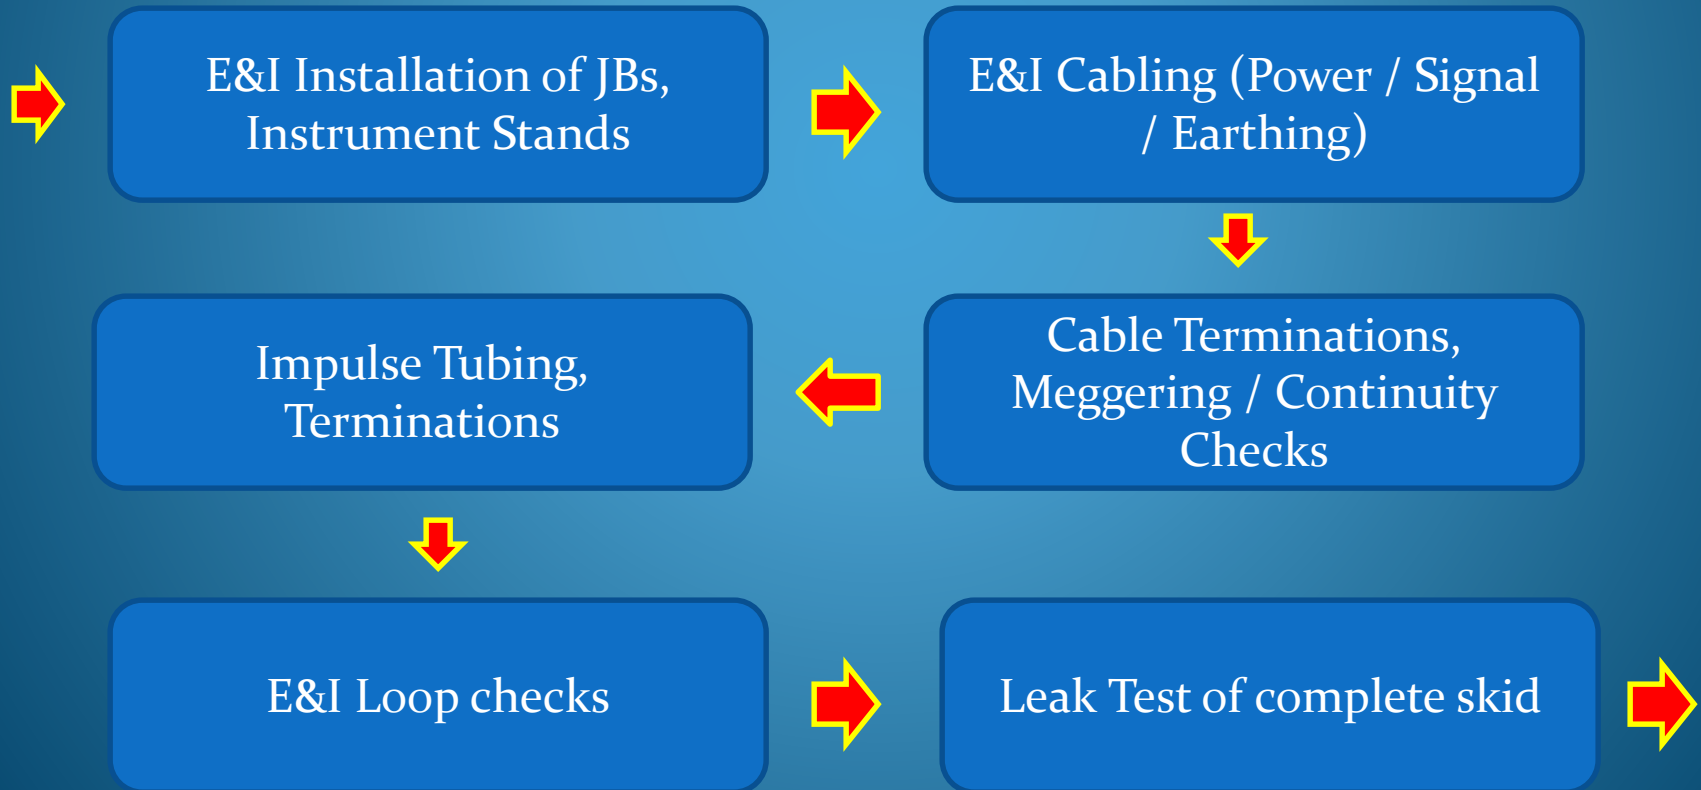 E&I Installation of JBs,
Instrument Stands
E&I Cabling (Power / Signal
/ Earthing)
Cable Terminations,
Meggering / Continuity
Checks
Impulse Tubing,
Terminations
E&I Loop checks
Leak Test of complete skid